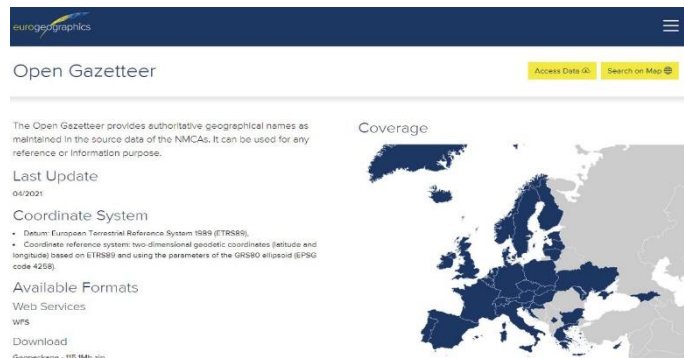 eurogeographics
Open Gazetteer
Access Data
Search on Map
The Open Gazetteer provides authoritative geographical names as
maintained in the source data of the NMCAs. It can be used for any
reference or information purpose.
Coverage
Last Update
04/2021
Coordinate System
• Datum: European Terrestrial Reference System 1989 (ETRS89),
• Coordinate reference system: two-dimensional geodetic coordinates (latitude and
longitude) based on ETRS89 and using the parameters of the GRS80 ellipsoid (EPSG
code 4258).
Available Formats
Web Services
WFS
Download
Geopackage - 115.1Mb zip